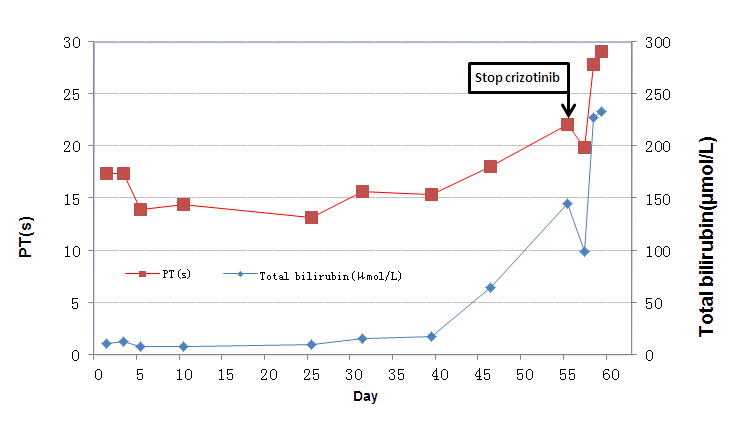 30
25
20
15
10
5
0
PT(s)
300
250
200
150
100
50
0
Total bilirubin(μmol/L)
Stop crizotinib
PT(s)
Total bilirubin(μmol/L)
0 5 10 15 20 25 30 35 40 45 50 55 60
Day